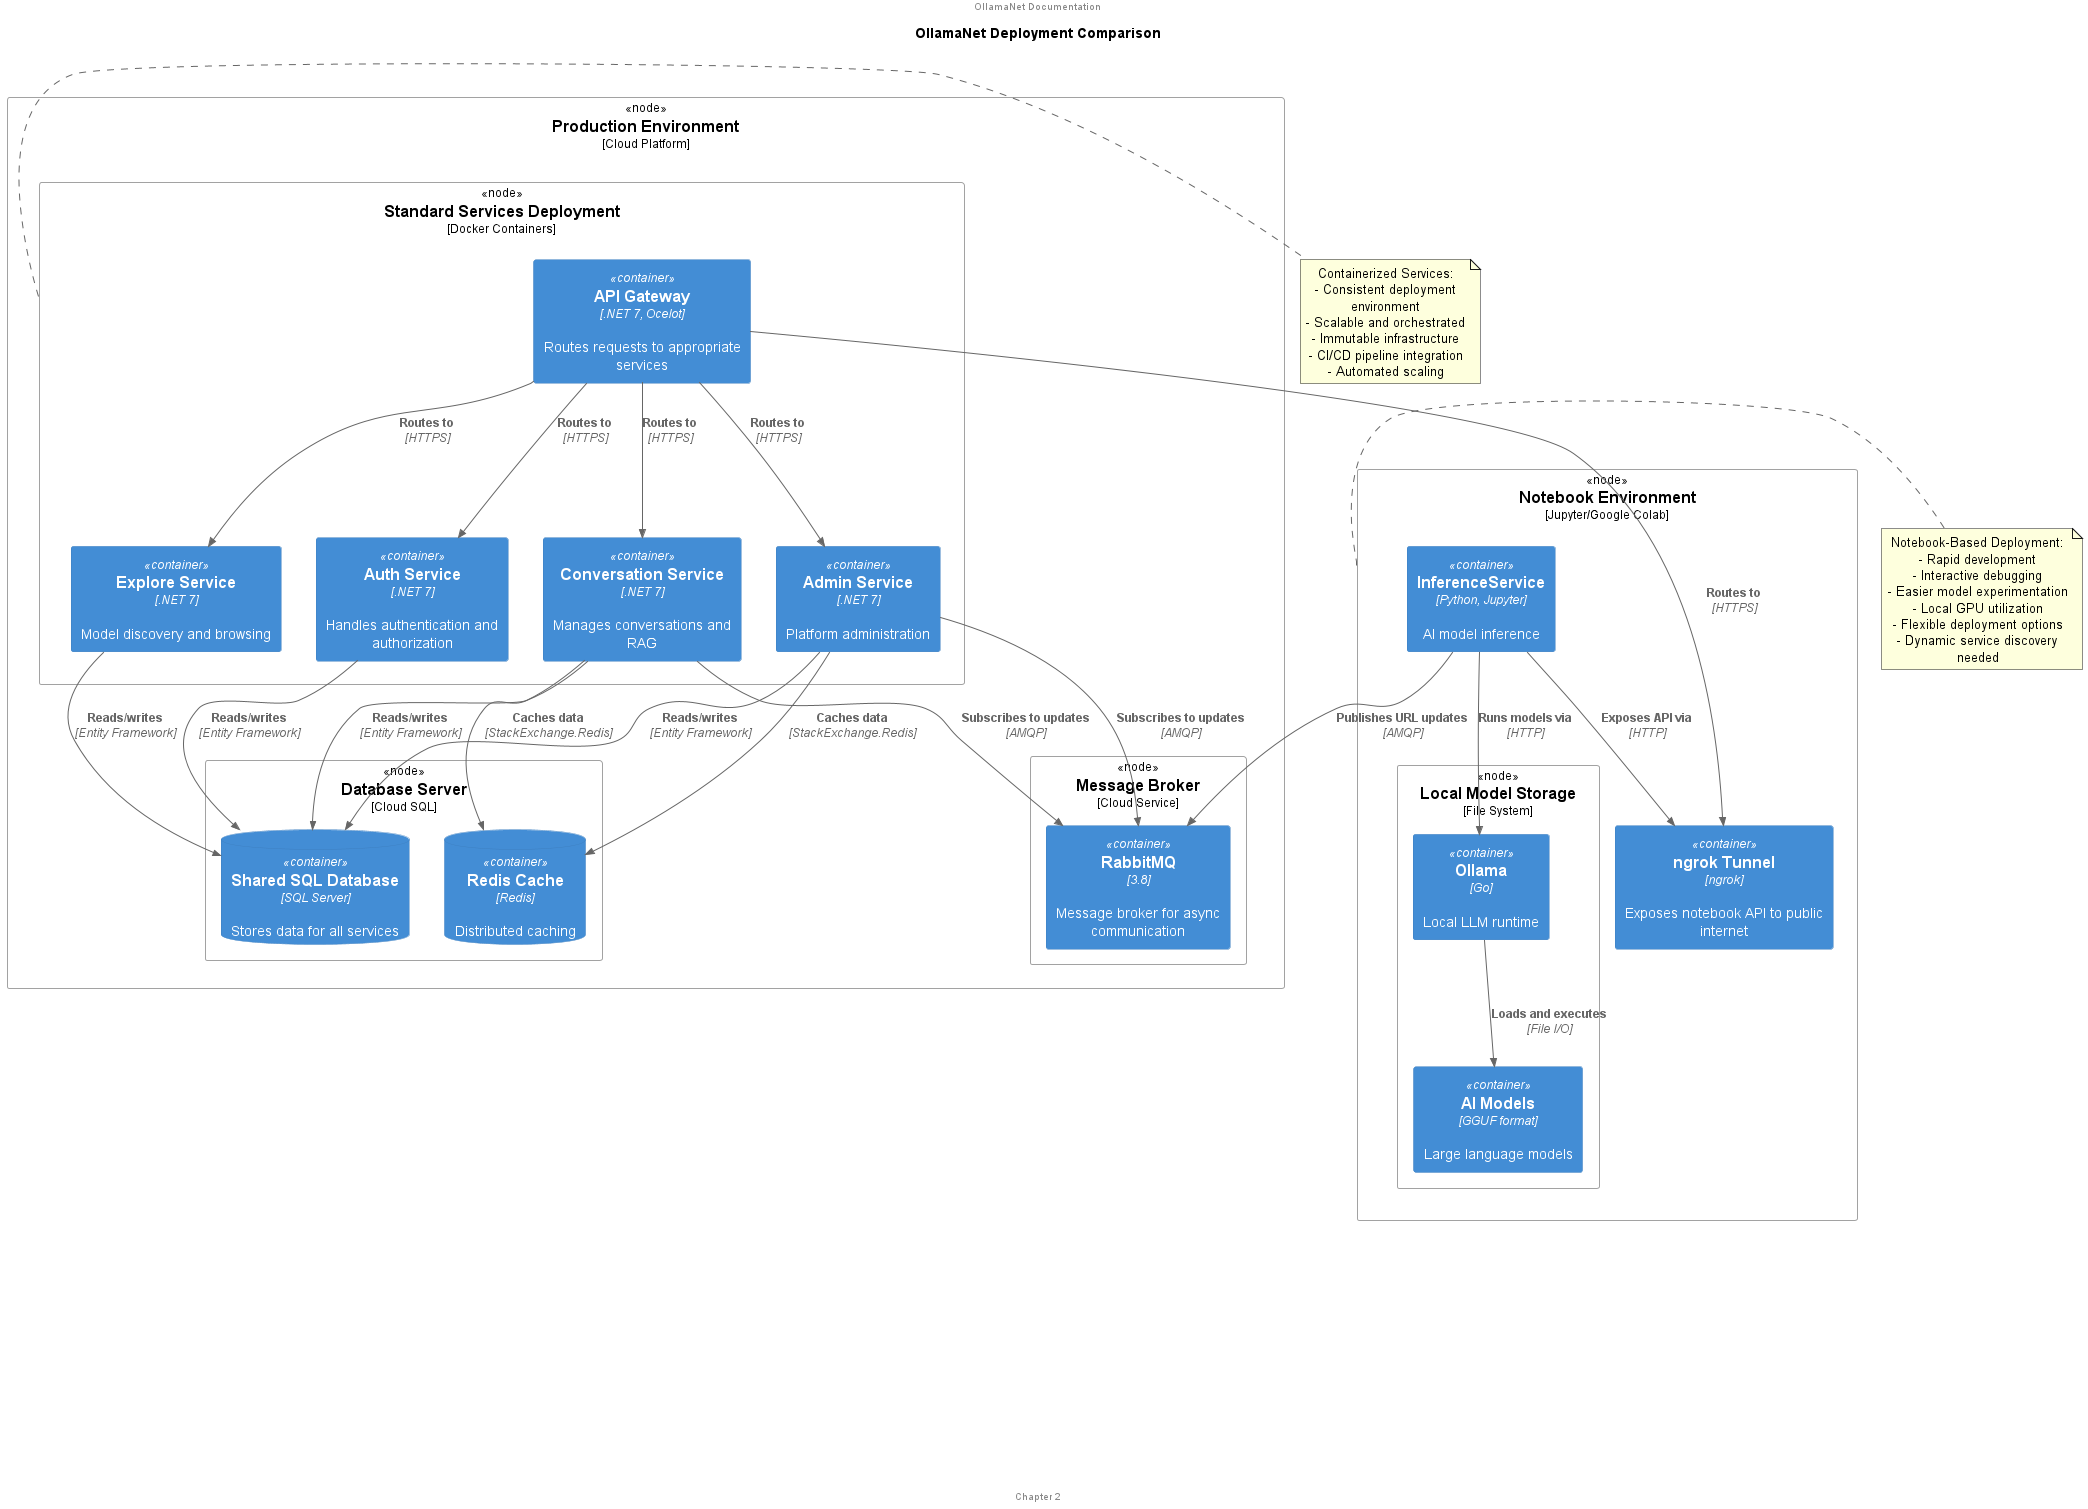 OllamaNet Documentation
OllamaNet Deployment Comparison
«node»
Production Environment
[Cloud Platform]
«node»
Standard Services Deployment
[Docker Containers]
«container»
API Gateway
[.NET 7, Ocelot]
Routes requests to appropriate
services
Containerized Services:
- Consistent deployment
environment
- Scalable and orchestrated
- Immutable infrastructure
- CI/CD pipeline integration
- Automated scaling
Routes to
[HTTPS]
Routes to
[HTTPS]
Routes to
[HTTPS]
Routes to
[HTTPS]
«node»
Notebook Environment
[Jupyter/Google Colab]
«container»
Explore Service
[.NET 7]
Model discovery and browsing
«container»
Auth Service
[.NET 7]
Handles authentication and
authorization
«container»
Conversation Service
[.NET 7]
Manages conversations and
RAG
«container»
Admin Service
[.NET 7]
Platform administration
«container»
InferenceService
[Python, Jupyter]
AI model inference
Routes to
[HTTPS]
Notebook-Based Deployment:
- Rapid development
- Interactive debugging
- Easier model experimentation
- Local GPU utilization
- Flexible deployment options
- Dynamic service discovery
needed
Reads/writes
[Entity Framework]
Reads/writes
[Entity Framework]
Reads/writes
[Entity Framework]
Caches data
[StackExchange.Redis]
Reads/writes
[Entity Framework]
Caches data
[StackExchange.Redis]
Subscribes to updates
[AMQP]
Subscribes to updates
[AMQP]
Publishes URL updates
[AMQP]
Runs models via
[HTTP]
Exposes API via
[HTTP]
«node»
Database Server
[Cloud SQL]
«container»
Shared SQL Database
[SQL Server]
Stores data for all services
«container»
Redis Cache
[Redis]
Distributed caching
«node»
Message Broker
[Cloud Service]
«container»
RabbitMQ
[3.8]
Message broker for async
communication
«node»
Local Model Storage
[File System]
«container»
Ollama
[Go]
Local LLM runtime
«container»
ngrok Tunnel
[ngrok]
Exposes notebook API to public
internet
Loads and executes
[File I/O]
«container»
AI Models
[GGUF format]
Large language models
Chapter 2